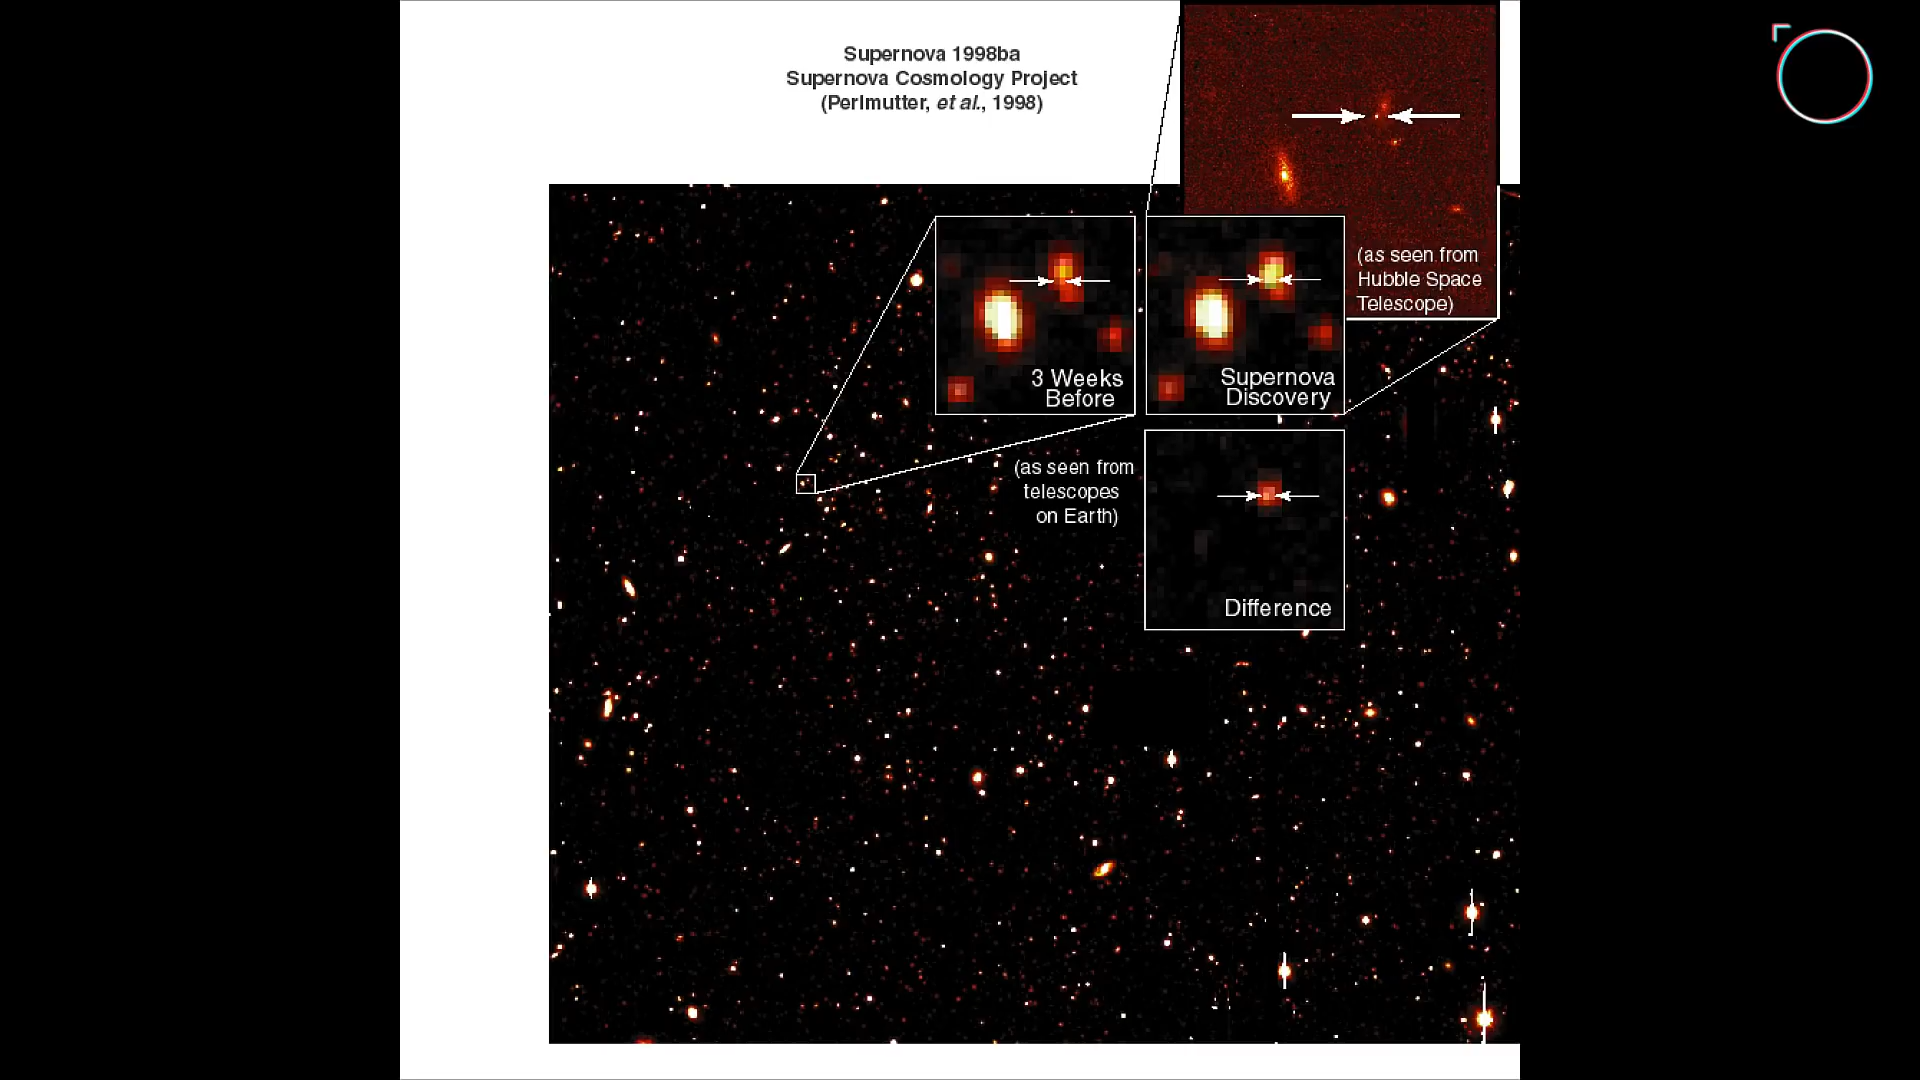 Supernova 1998ba
Supernova Cosmology Project
(Perlmutter, et al., 1998)
(as seen from
Hubble Space
Telescope)
3 Weeks
Before
Supernova
Discovery
(as seen from
telescopes
on Earth)
Difference